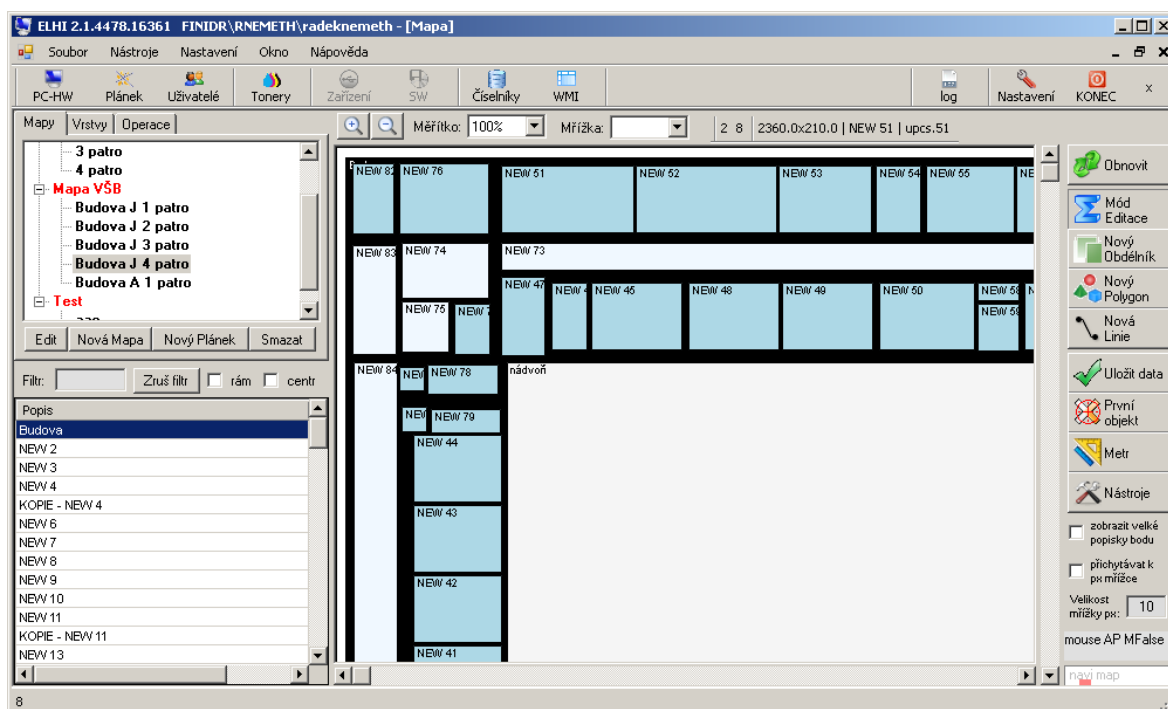 ELHI 2.1.4478.16361 FINIDR\RNEMETH\radeknemeth - [Mapa]
Soubor Nástroje Nastavení Okno Nápověda
PC-HW Plánek Uživatelé Tonery Zařízení SW Číselníky WMI log Nastavení KONEC x
Mapy Vrstvy Operace
Měřítko: 100% Mřížka: 2 8 2360.0x210.0 | NEW 51 | upcs.51
3 patro
4 patro
Mapa VŠB
Budova J 1 patro
Budova J 2 patro
Budova J 3 patro
Budova J 4 patro
Budova A 1 patro
Test
Edit Nová Mapa Nový Plánek Smazat
Filtr: Zruš filtr rám centr
Popis
Budova
NEW 2
NEW 3
NEW 4
KOPIE - NEW 4
NEW 6
NEW 7
NEW 8
NEW 9
NEW 10
NEW 11
KOPIE - NEW 11
NEW 13
NEW 82 NEW 76 NEW 51 NEW 52 NEW 53 NEW 54 NEW 55 NE
NEW 83 NEW 74 NEW 73
NEW 47 NEW 4 NEW 45 NEW 48 NEW 49 NEW 50 NEW 58 N
NEW 75 NEW 7 NEW 59
NEW 84 NEW NEW 78 nádvoří
NEW NEW 79
NEW 44
NEW 43
NEW 42
NEW 41
Obnovit
Mód
Editace
Nový
Obdélník
Nový
Polygon
Nová
Linie
Uložit data
První
objekt
Metr
Nástroje
zobrazit velké
popisky bodu
přichytávat k
px mřížce
Velikost
mřížky px: 10
mouse AP MFalse
navi map
8